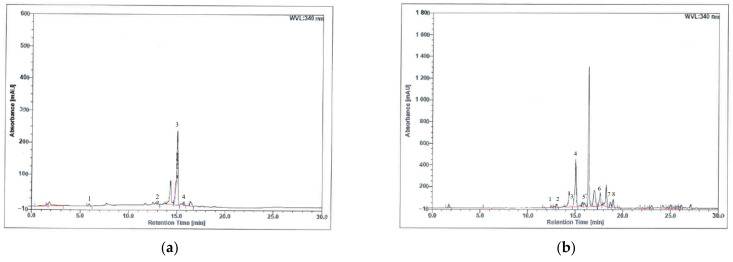 WVL:340 nm
600
500
400
300
200
100
-10
Absorbance [mAU]
3
1
2
4
0.0 5.0 10.0 15.0 20.0 25.0 30.0
Retention Time [min]
(a)
WVL:340 nm
1 800
1 600
1 400
1 200
1 000
800
600
400
200
-10
Absorbance [mAU]
4
1 2
5
6
7 8
0.0 5.0 10.0 15.0 20.0 25.0 30.0
Retention Time [min]
(b)